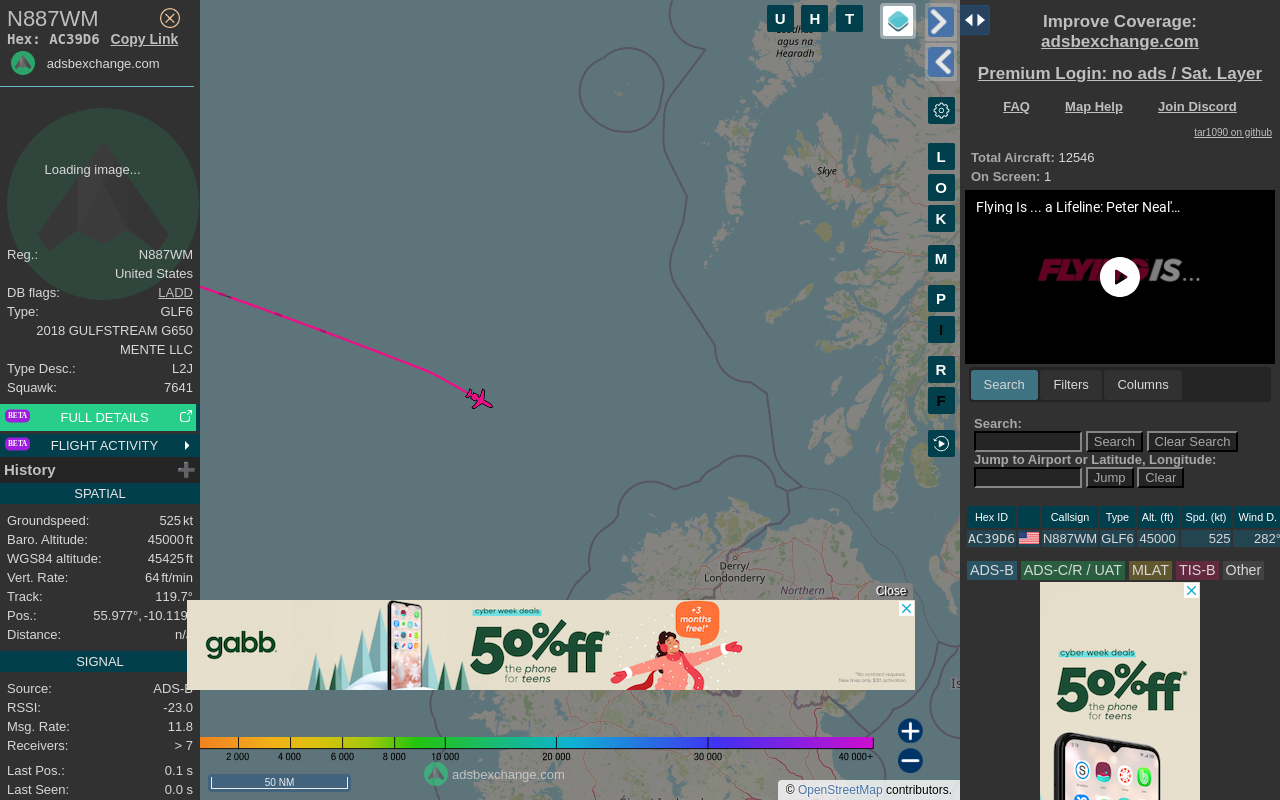 N887WM
Hex: AC39D6 Copy Link
adsbexchange.com
Loading image...
Reg.: N887WM
United States
DB flags: LADD
Type: GLF6
2018 GULFSTREAM G650
MENTE LLC
Type Desc.: L2J
Squawk: 7641
BETA FULL DETAILS
BETA FLIGHT ACTIVITY
History
SPATIAL
Groundspeed: 525 kt
Baro. Altitude: 45000 ft
WGS84 altitude: 45425 ft
Vert. Rate: 64 ft/min
Track: 119.7°
Pos.: 55.977°, -10.119
Distance: n/a
SIGNAL
Source: ADS-B
RSSI: -23.0
Msg. Rate: 11.8
Receivers: > 7
Last Pos.: 0.1 s
Last Seen: 0.0 s
U H T
agus na
Hearadh
Skye
L
O
K
M
P
I
R
F
Derry/
Londonderry
Northern
Close
gabb
cyber week deals
50% off*
the phone
for teens
+3
months
free!*
*No contract required.
New lines only $30 activation.
Is
2 000 4 000 6 000 8 000 10 000 20 000 30 000 40 000+
adsbexchange.com
50 NM
© OpenStreetMap contributors.
Improve Coverage:
adsbexchange.com
Premium Login: no ads / Sat. Layer
FAQ Map Help Join Discord
tar1090 on github
Total Aircraft: 12546
On Screen: 1
Flying Is ... a Lifeline: Peter Neal'...
FLYING IS...
Search Filters Columns
Search:
Search Clear Search
Jump to Airport or Latitude, Longitude:
Jump Clear
Hex ID Callsign Type Alt. (ft) Spd. (kt) Wind D.
AC39D6 N887WM GLF6 45000 525 282°
ADS-B ADS-C/R / UAT MLAT TIS-B Other
cyber week deals
50% off*
the phone
for teens